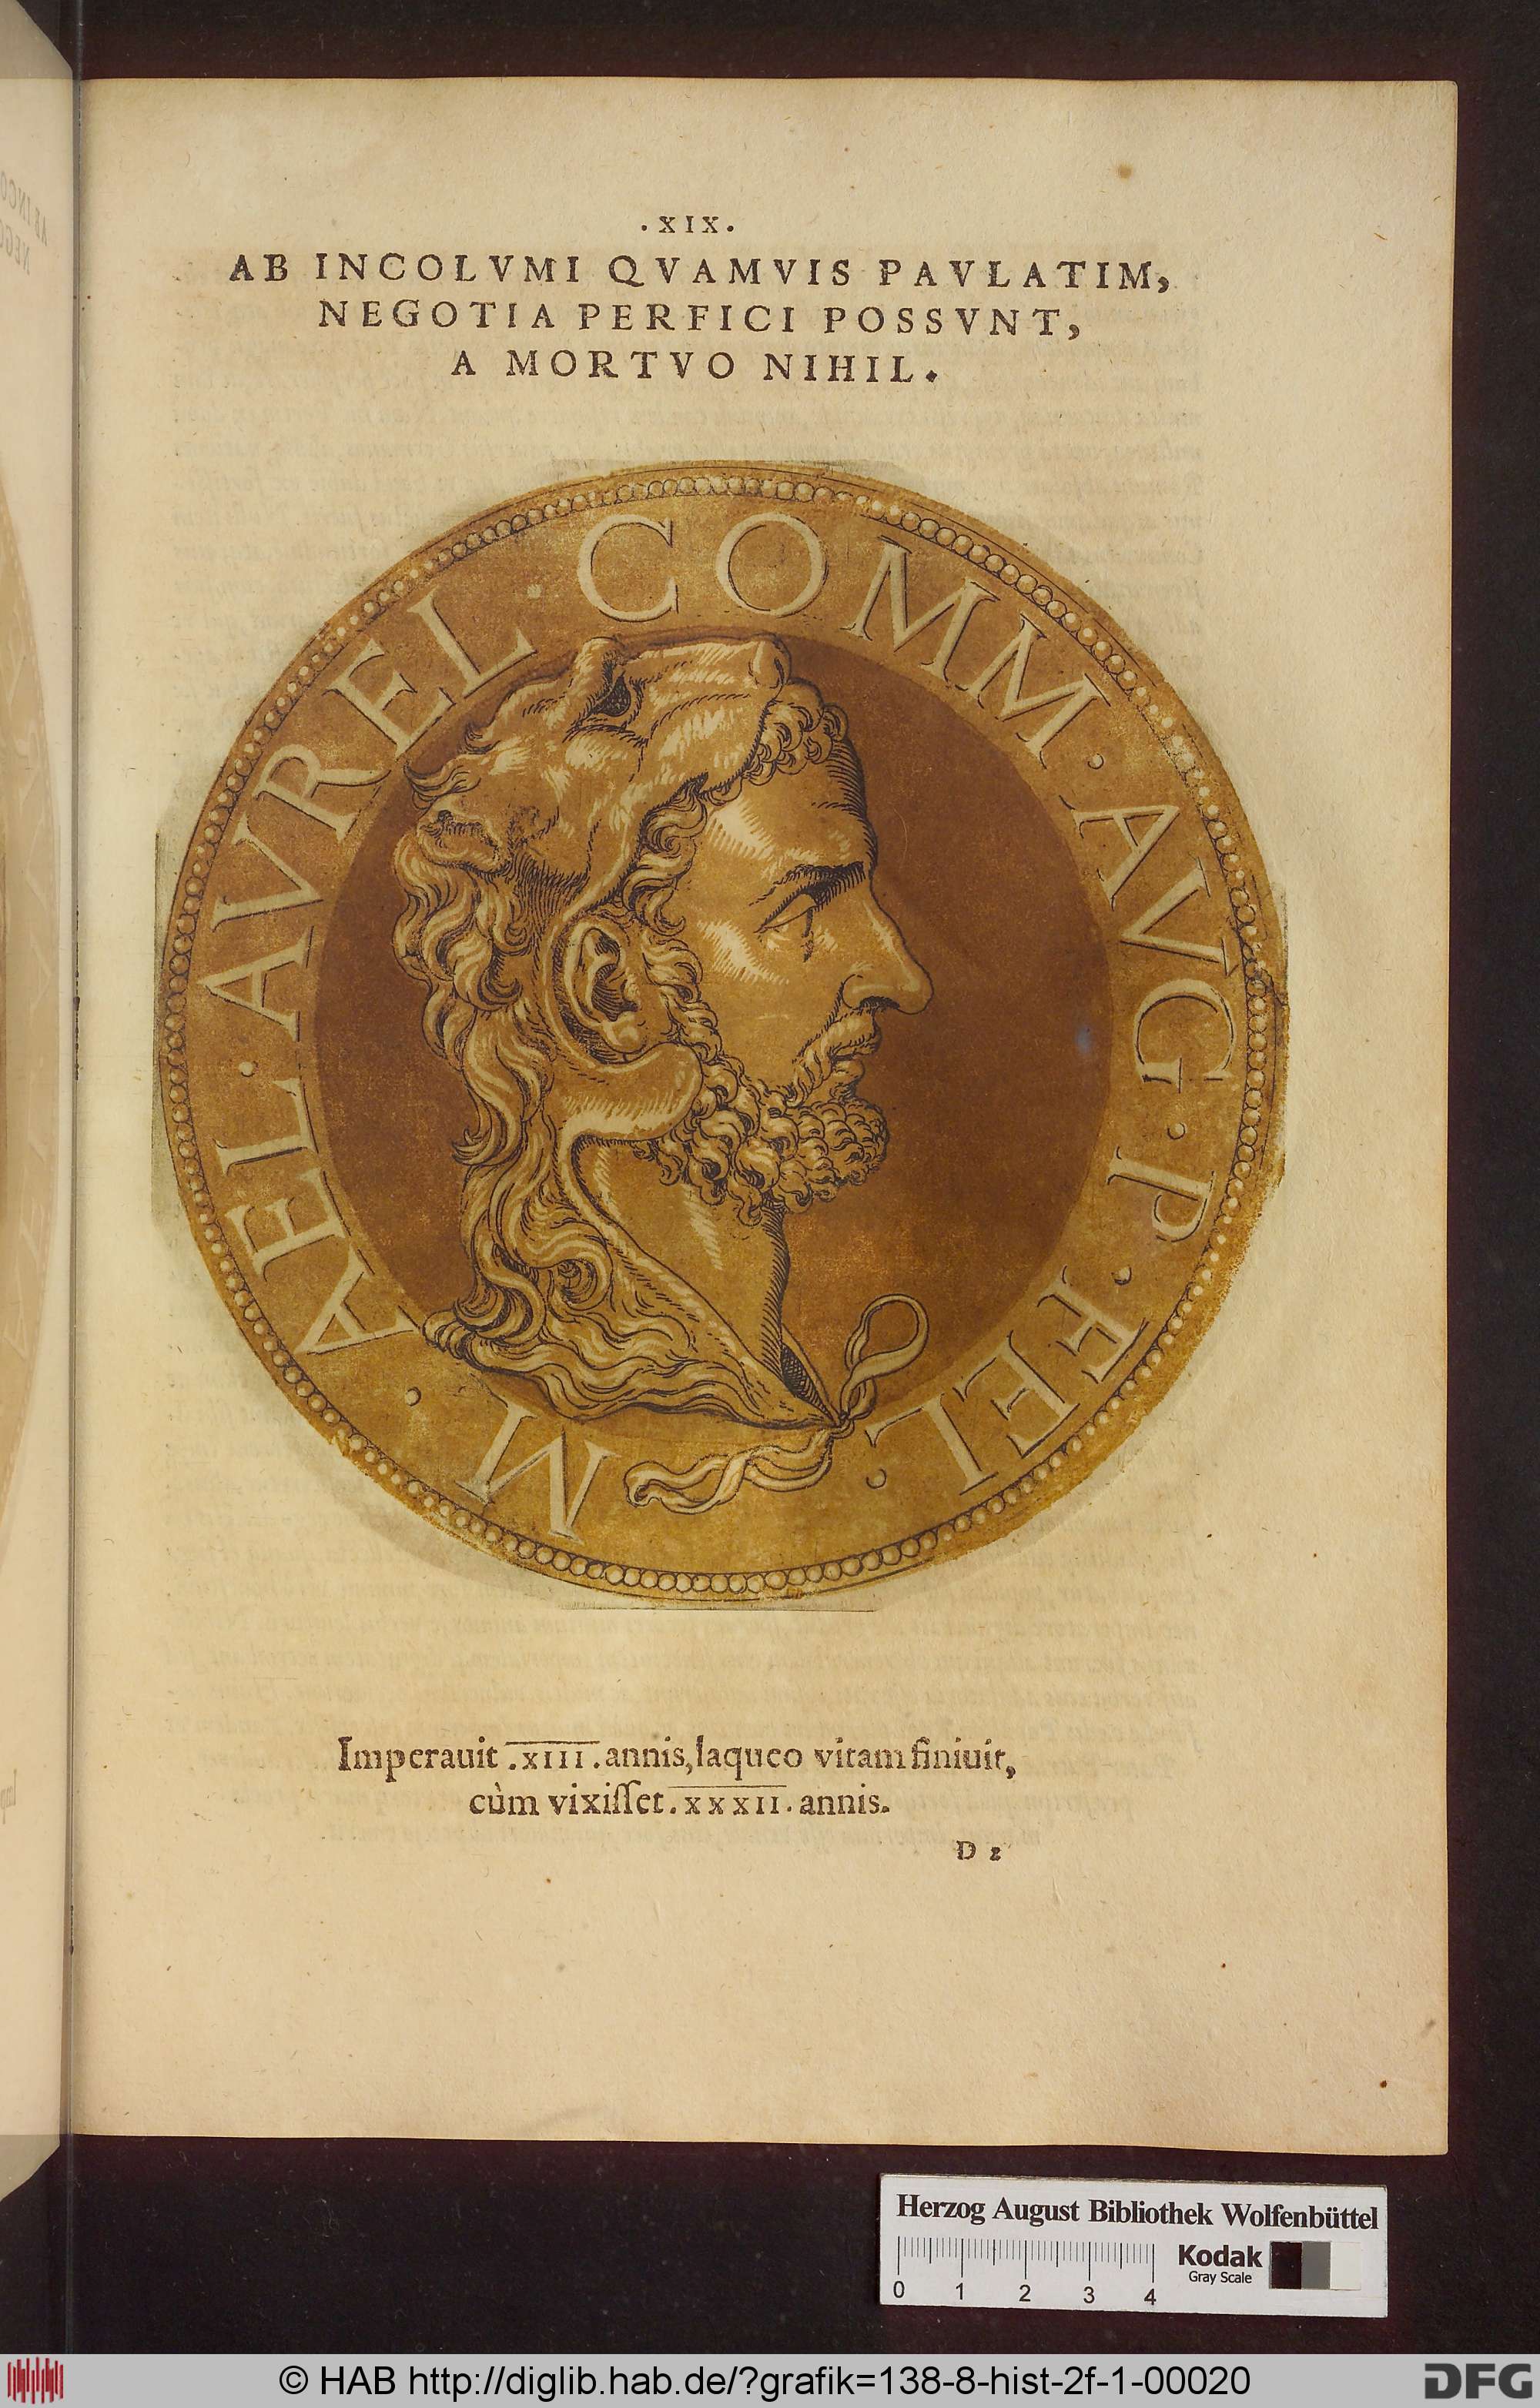 .XIX.
AB INCOLVMI QVAMVIS PAVLATIM,
NEGOTIA PERFICI POSSVNT,
A MORTVO NIHIL.
M · AEL · AVREL · COMM · AVG · P · FEL ·
Imperauit .XIII. annis, laqueo vitam finiuit,
cùm vixiſſet .XXXII. annis.
D 2
Herzog August Bibliothek Wolfenbüttel
Kodak
Gray Scale
0 1 2 3 4
© HAB http://diglib.hab.de/?grafik=138-8-hist-2f-1-00020
DFG